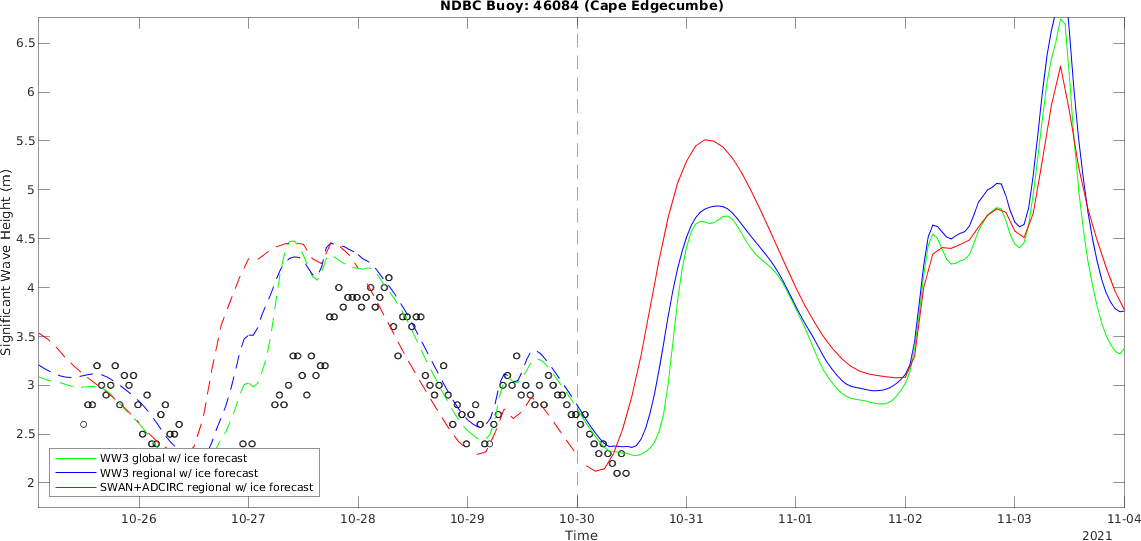 NDBC Buoy: 46084 (Cape Edgecumbe)
6.5
6
5.5
5
4.5
4
3.5
3
2.5
2
Significant Wave Height (m)
WW3 global w/ ice forecast
WW3 regional w/ ice forecast
SWAN+ADCIRC regional w/ ice forecast
10-26 10-27 10-28 10-29 10-30 10-31 11-01 11-02 11-03 11-04
Time
2021